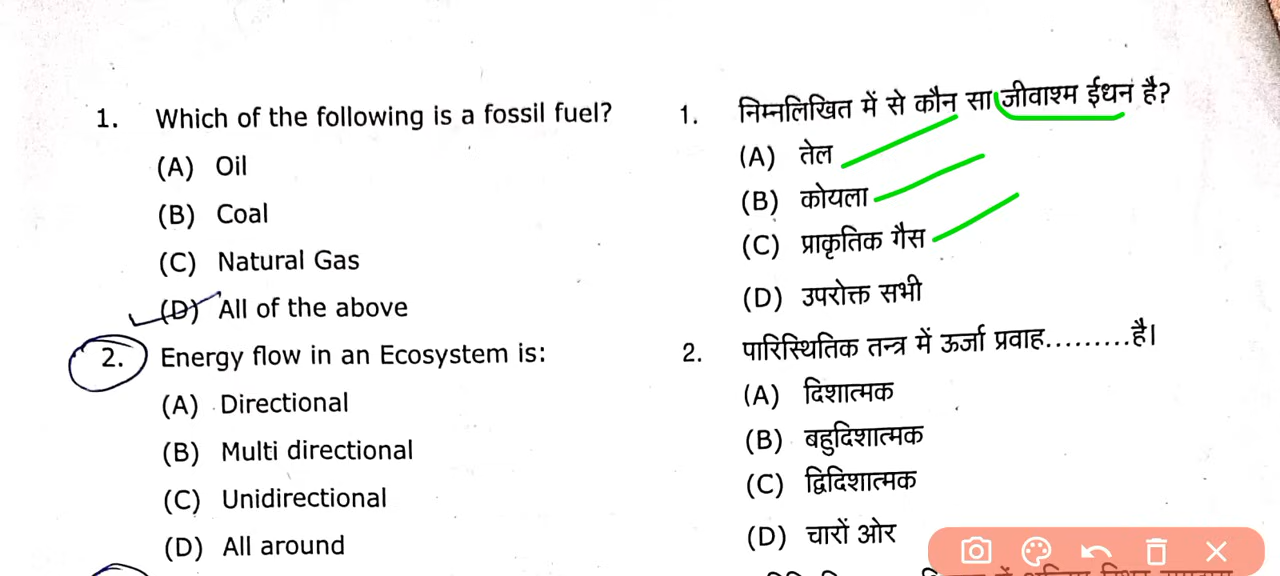 1. Which of the following is a fossil fuel?
(A) Oil
(B) Coal
(C) Natural Gas
(D) All of the above
2. Energy flow in an Ecosystem is:
(A) Directional
(B) Multi directional
(C) Unidirectional
(D) All around
1. निम्नलिखित में से कौन सा जीवाश्म ईधन है?
(A) तेल
(B) कोयला
(C) प्राकृतिक गैस
(D) उपरोक्त सभी
2. पारिस्थितिक तन्त्र में ऊर्जा प्रवाह.........है।
(A) दिशात्मक
(B) बहुदिशात्मक
(C) द्विदिशात्मक
(D) चारों ओर